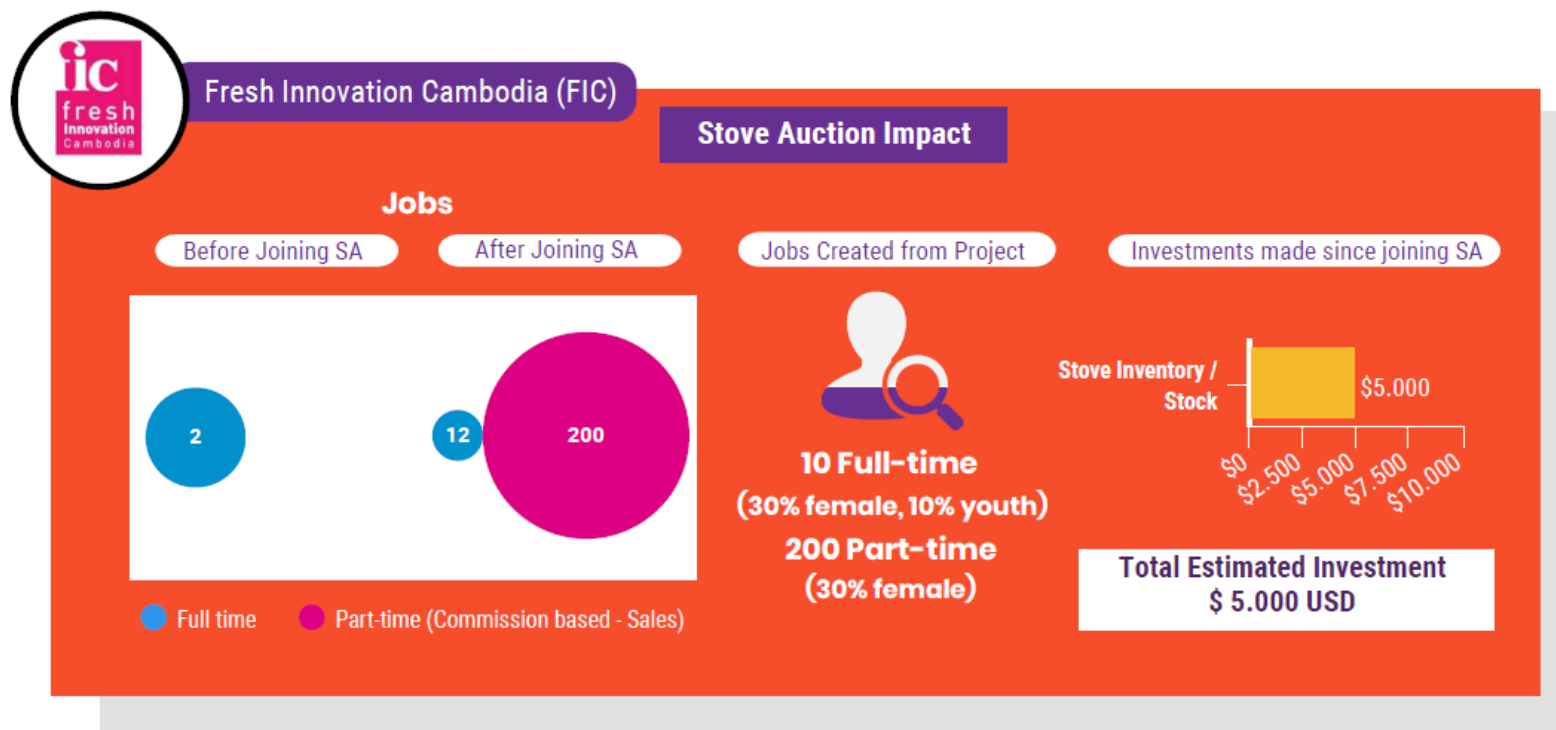 fic
fresh
Innovation
Cambodia
Fresh Innovation Cambodia (FIC)
Stove Auction Impact
Jobs
Before Joining SA
After Joining SA
2
12
200
Full time
Part-time (Commission based - Sales)
Jobs Created from Project
10 Full-time
(30% female, 10% youth)
200 Part-time
(30% female)
Investments made since joining SA
Stove Inventory /
Stock
$5.000
$0
$2.500
$5.000
$7.500
$10.000
Total Estimated Investment
$ 5.000 USD